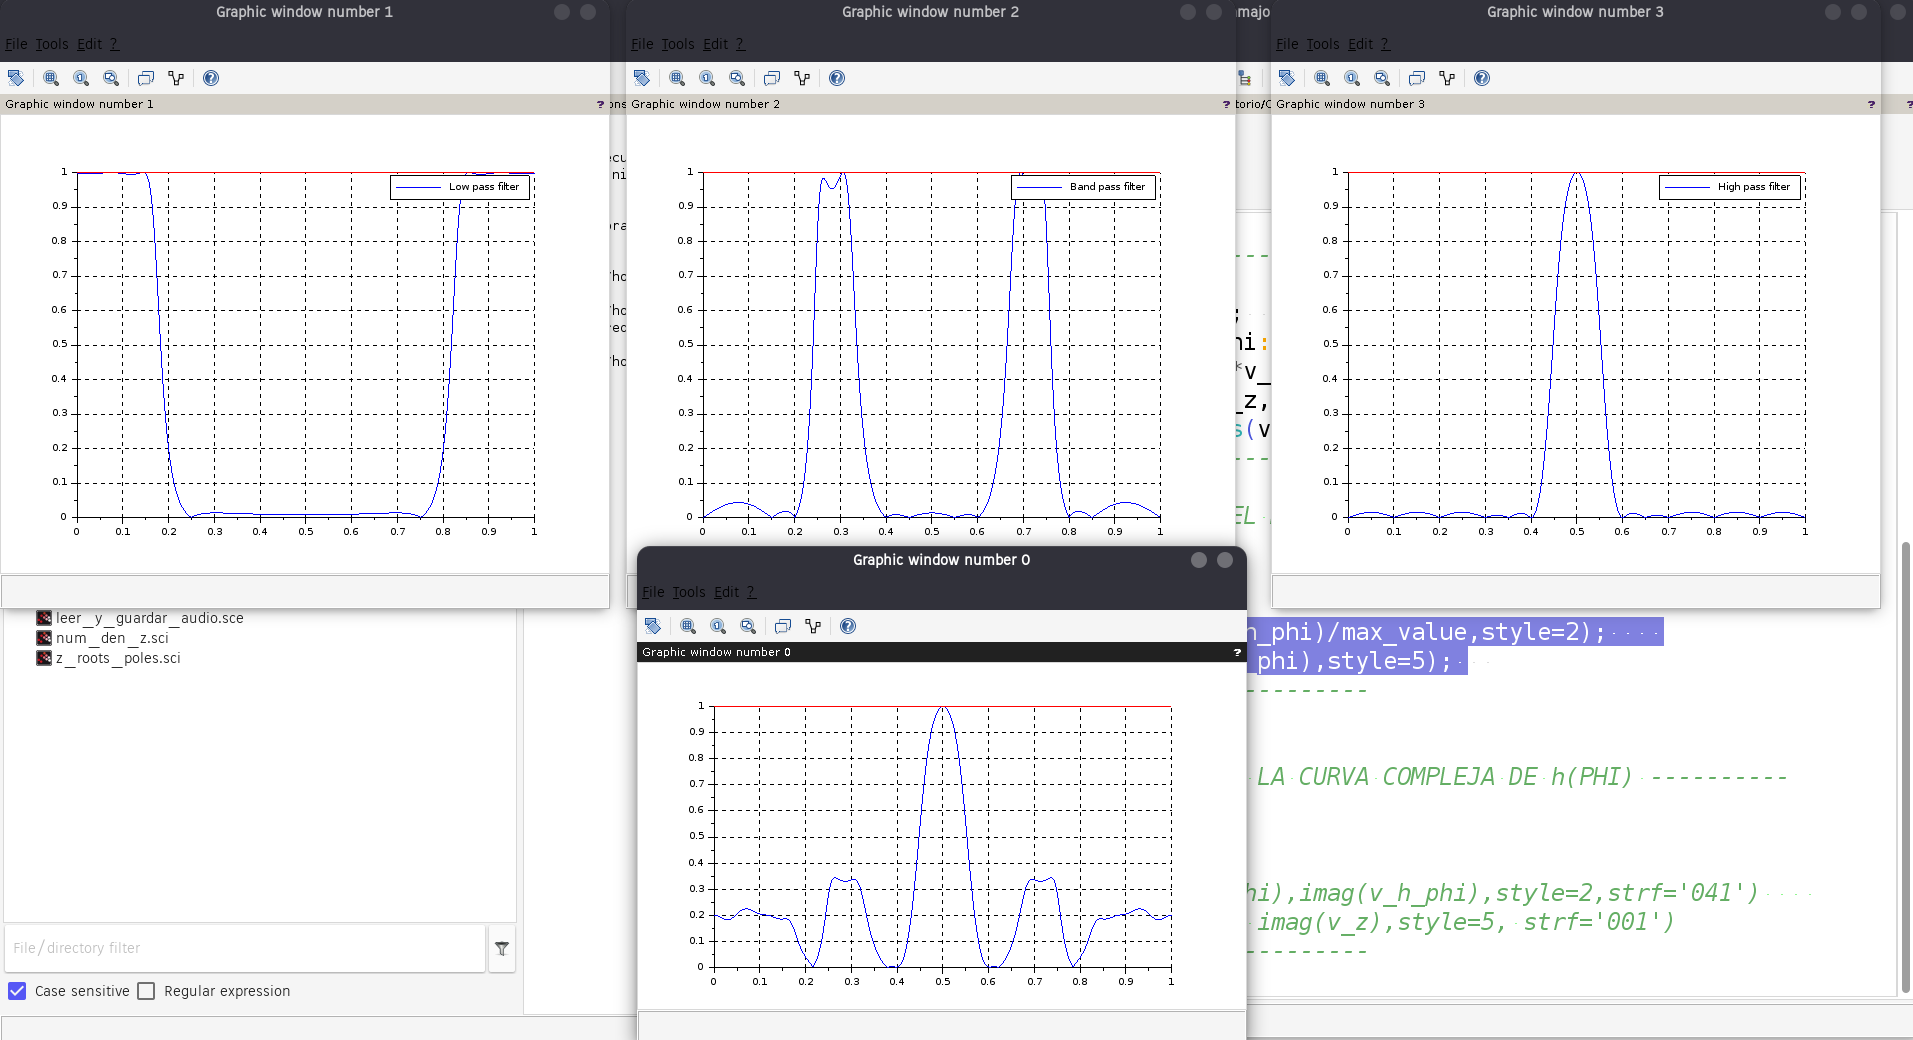 Graphic window number 1
File Tools Edit ?
Graphic window number 1
?
Low pass filter
1
0.9
0.8
0.7
0.6
0.5
0.4
0.3
0.2
0.1
0
0 0.1 0.2 0.3 0.4 0.5 0.6 0.7 0.8 0.9 1
Graphic window number 2
File Tools Edit ?
Graphic window number 2
?
Band pass filter
1
0.9
0.8
0.7
0.6
0.5
0.4
0.3
0.2
0.1
0
0 0.1 0.2 0.3 0.4 0.5 0.6 0.7 0.8 0.9 1
Graphic window number 3
File Tools Edit ?
Graphic window number 3
?
High pass filter
1
0.9
0.8
0.7
0.6
0.5
0.4
0.3
0.2
0.1
0
0 0.1 0.2 0.3 0.4 0.5 0.6 0.7 0.8 0.9 1
Graphic window number 0
File Tools Edit ?
Graphic window number 0
?
1
0.9
0.8
0.7
0.6
0.5
0.4
0.3
0.2
0.1
0
0 0.1 0.2 0.3 0.4 0.5 0.6 0.7 0.8 0.9 1
leer_y_guardar_audio.sce
num_den_z.sci
z_roots_poles.sci
File/directory filter
Case sensitive
Regular expression
_phi)/max_value,style=2);
phi),style=5);
----------
LA CURVA COMPLEJA DE h(PHI) ----------
hi),imag(v_h_phi),style=2,strf='041')
imag(v_z),style=5, strf='001')
----------